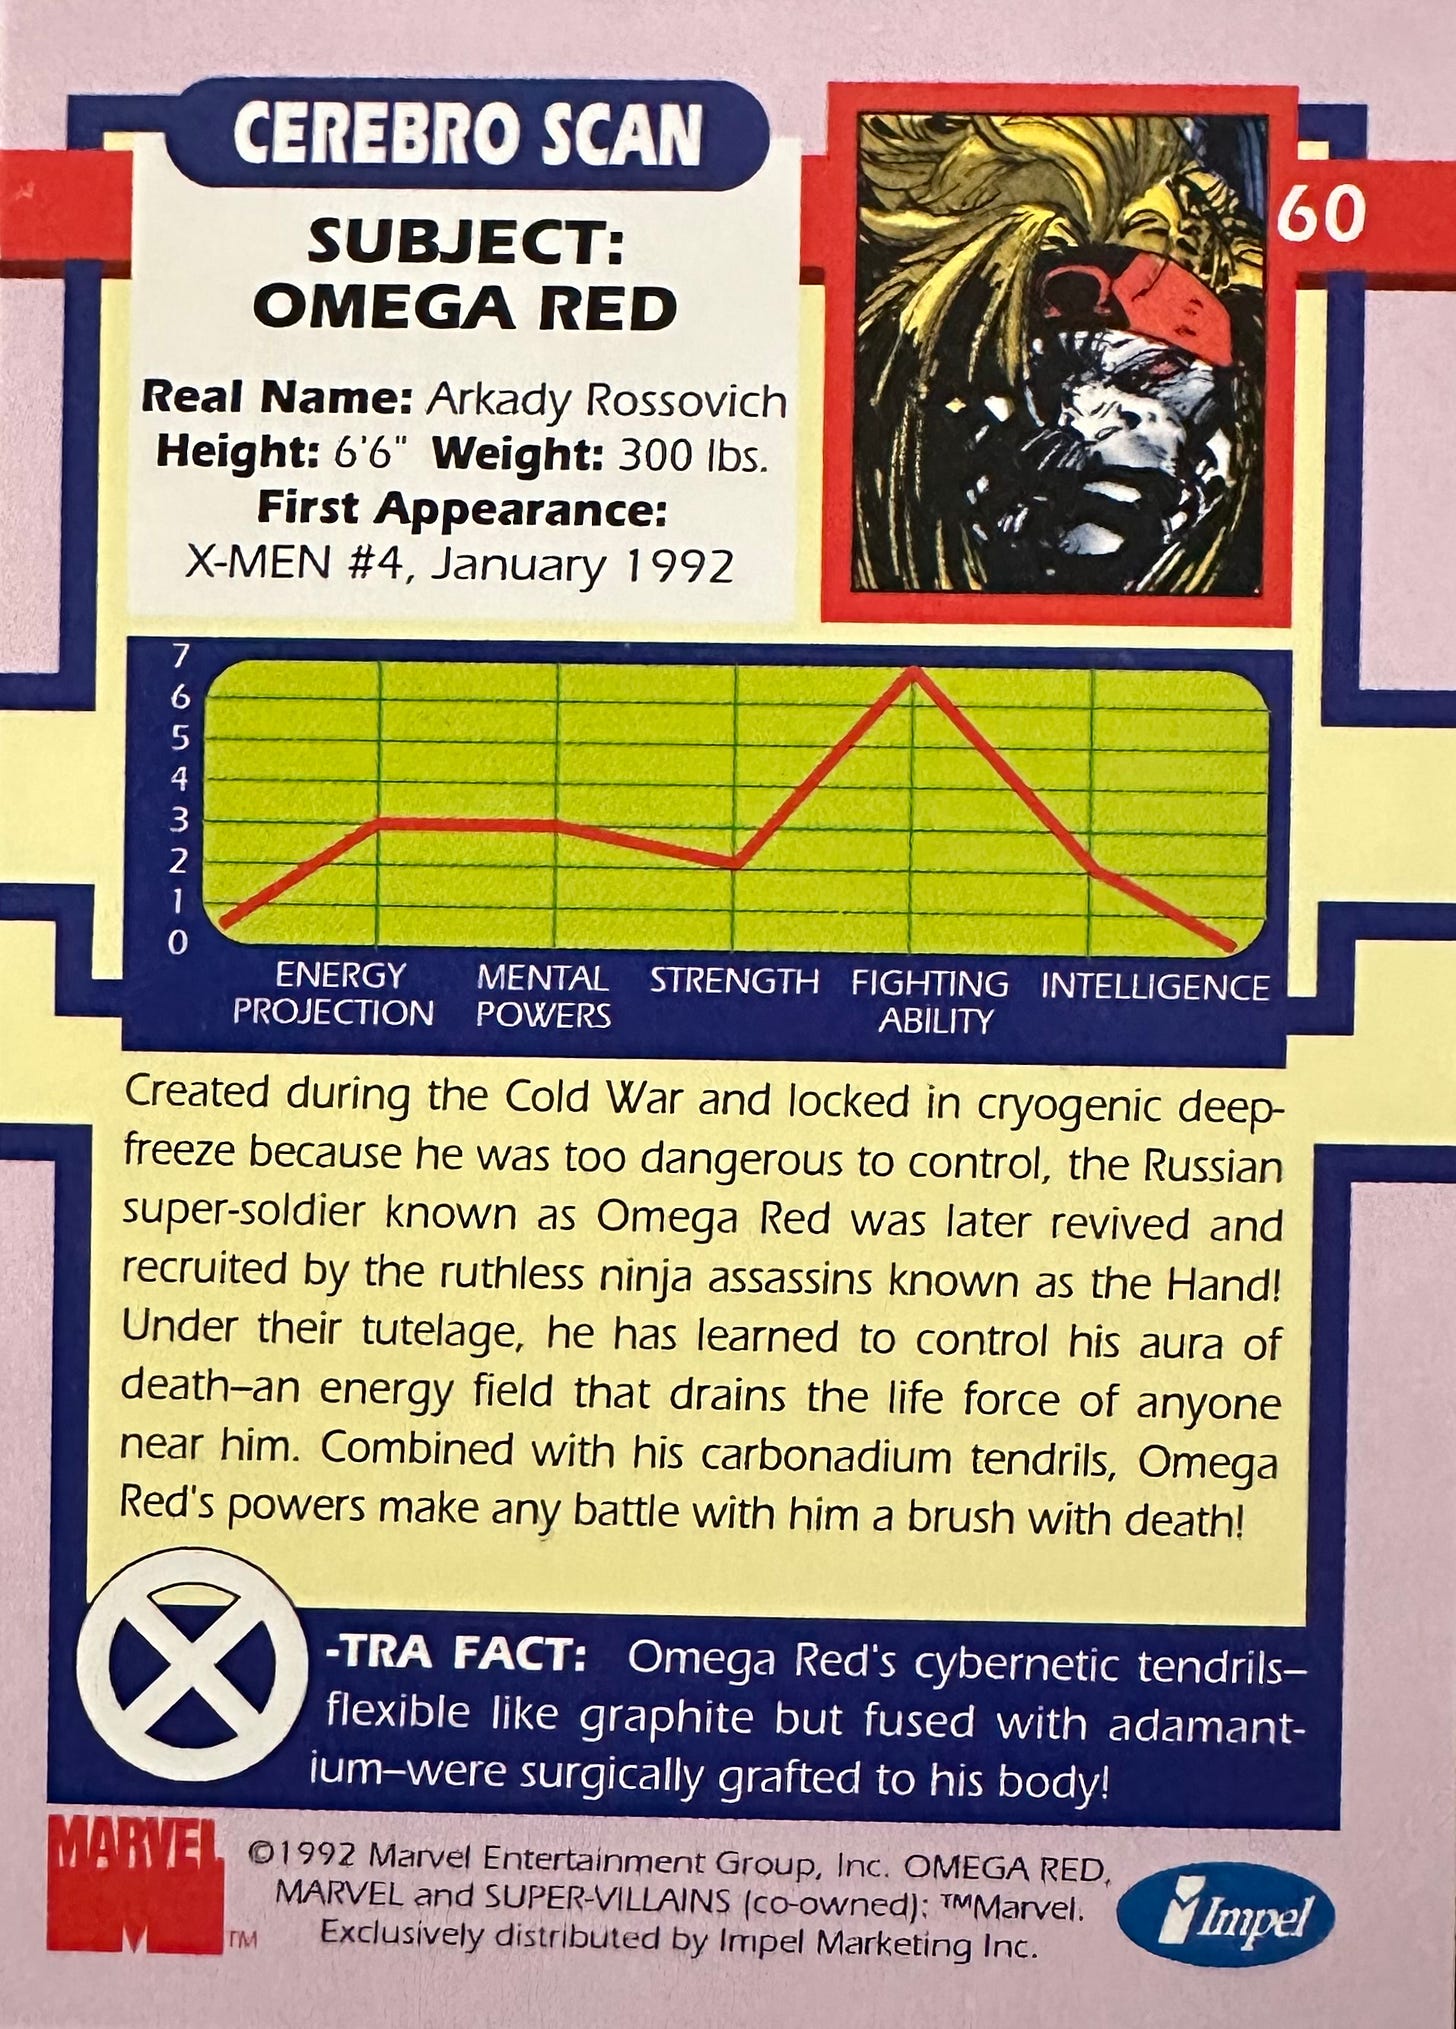 CEREBRO SCAN
60
SUBJECT:
OMEGA RED
Real Name: Arkady Rossovich
Height: 6'6" Weight: 300 lbs.
First Appearance:
X-MEN #4, January 1992
7
6
5
4
3
2
1
0
ENERGY
PROJECTION
MENTAL
POWERS
STRENGTH
FIGHTING
ABILITY
INTELLIGENCE
Created during the Cold War and locked in cryogenic deep-
freeze because he was too dangerous to control, the Russian
super-soldier known as Omega Red was later revived and
recruited by the ruthless ninja assassins known as the Hand!
Under their tutelage, he has learned to control his aura of
death–an energy field that drains the life force of anyone
near him. Combined with his carbonadium tendrils, Omega
Red's powers make any battle with him a brush with death!
X-TRA FACT: Omega Red's cybernetic tendrils–
flexible like graphite but fused with adamant-
ium–were surgically grafted to his body!
MARVEL
TM
©1992 Marvel Entertainment Group, Inc. OMEGA RED,
MARVEL and SUPER-VILLAINS (co-owned): ™Marvel.
Exclusively distributed by Impel Marketing Inc.
Impel